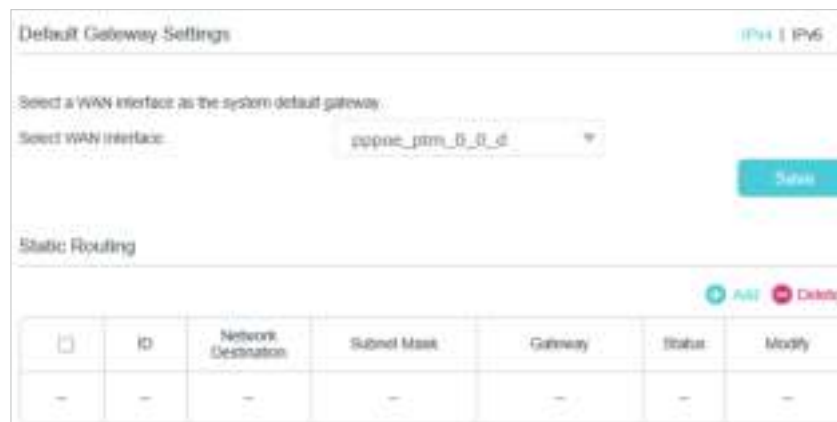 Default Gateway Settings
IPv4 | IPv6
Select a WAN interface as the system default gateway.
Select WAN Interface:
pppoe_ptm_0_0_d
Save
Static Routing
Add Delete
ID Network Destination Subnet Mask Gateway Status Modify
-- -- -- -- -- -- --